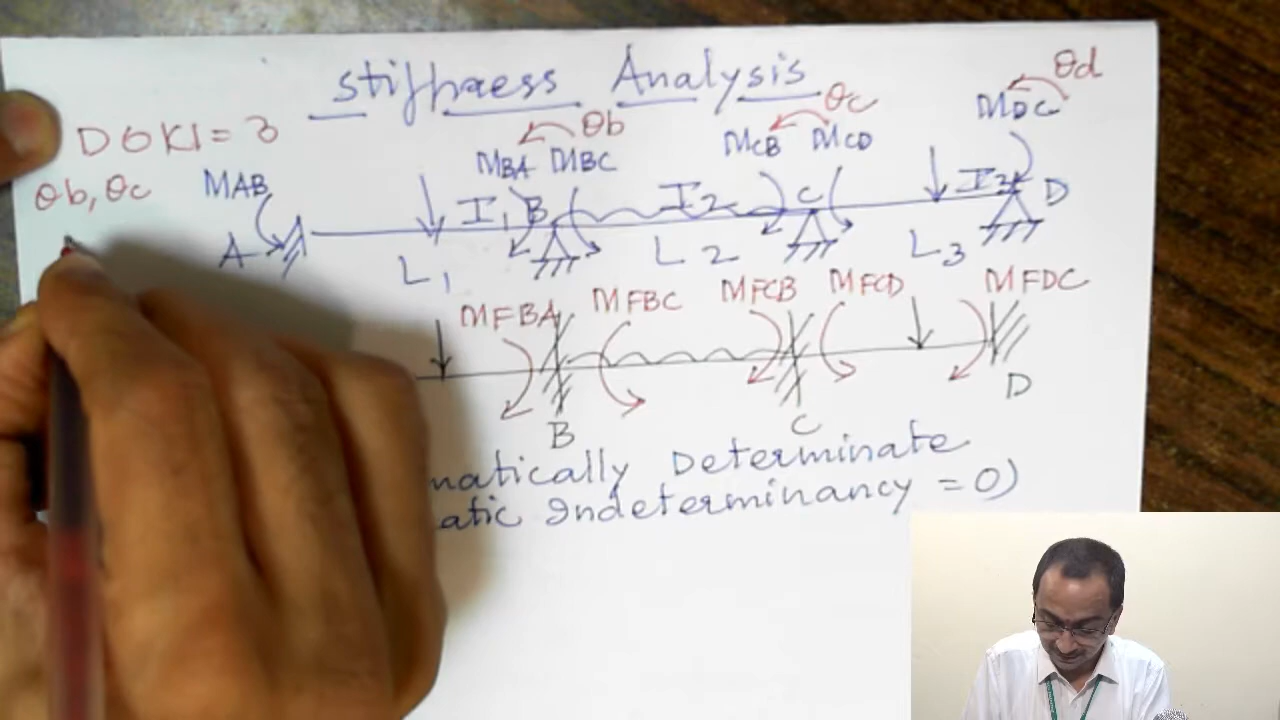 Stiffness Analysis
θd
θc
MDC
DOKI = 3
θb
MCB MCD
MBA MBC
θb, θc
MAB
I1 B
I2
C
I3
D
A
L1
L2
L3
MFBA
MFBC
MFCB
MFCD
MFDC
B
C
D
matically Determinate
atic Indeterminancy = 0)